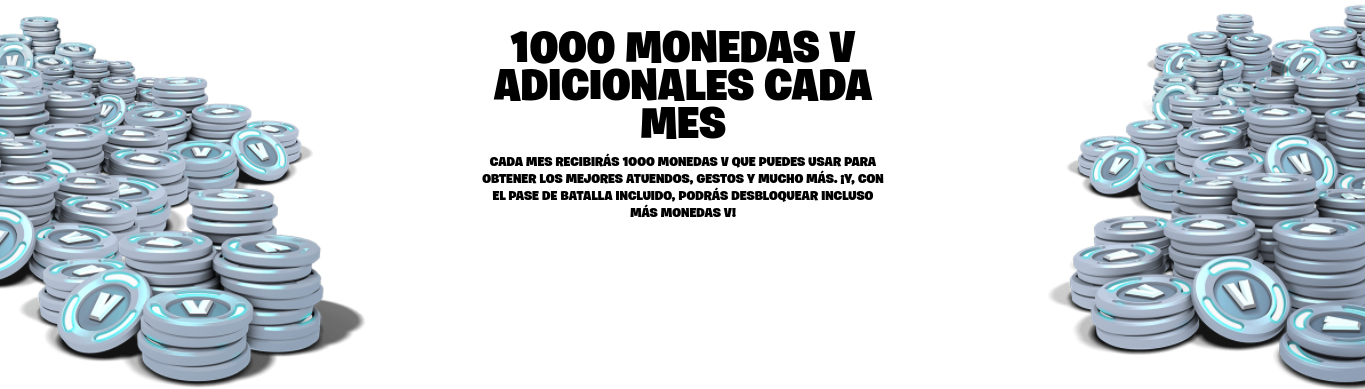 1000 MONEDAS V
ADICIONALES CADA
MES
CADA MES RECIBIRÁS 1000 MONEDAS V QUE PUEDES USAR PARA
OBTENER LOS MEJORES ATUENDOS, GESTOS Y MUCHO MÁS. ¡Y, CON
EL PASE DE BATALLA INCLUIDO, PODRÁS DESBLOQUEAR INCLUSO
MÁS MONEDAS V!